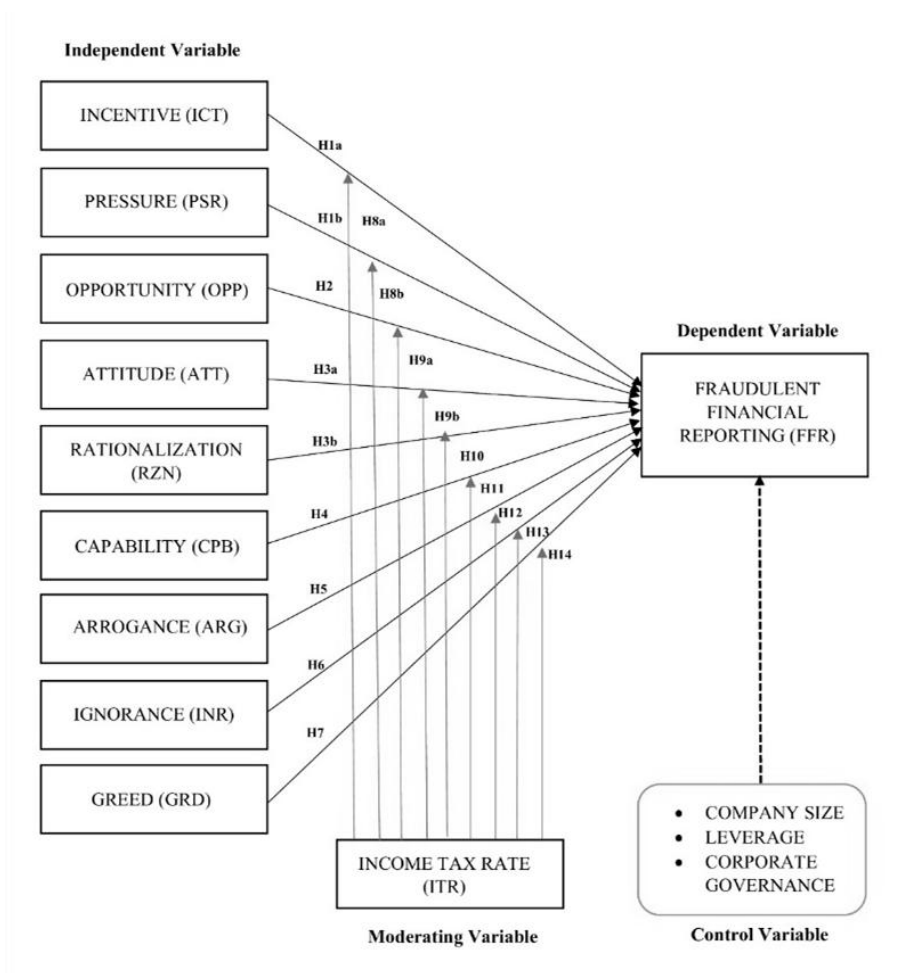 Independent Variable
INCENTIVE (ICT)
H1a
PRESSURE (PSR)
H1b
H8a
OPPORTUNITY (OPP)
H2
H8b
Dependent Variable
ATTITUDE (ATT)
H3a
H9a
FRAUDULENT
FINANCIAL
REPORTING (FFR)
RATIONALIZATION
(RZN)
H3b
H9b
H10
CAPABILITY (CPB)
H4
H11
H12
H13
H14
ARROGANCE (ARG)
H5
IGNORANCE (INR)
H6
GREED (GRD)
H7
INCOME TAX RATE
(ITR)
Moderating Variable
• COMPANY SIZE
• LEVERAGE
• CORPORATE
GOVERNANCE
Control Variable